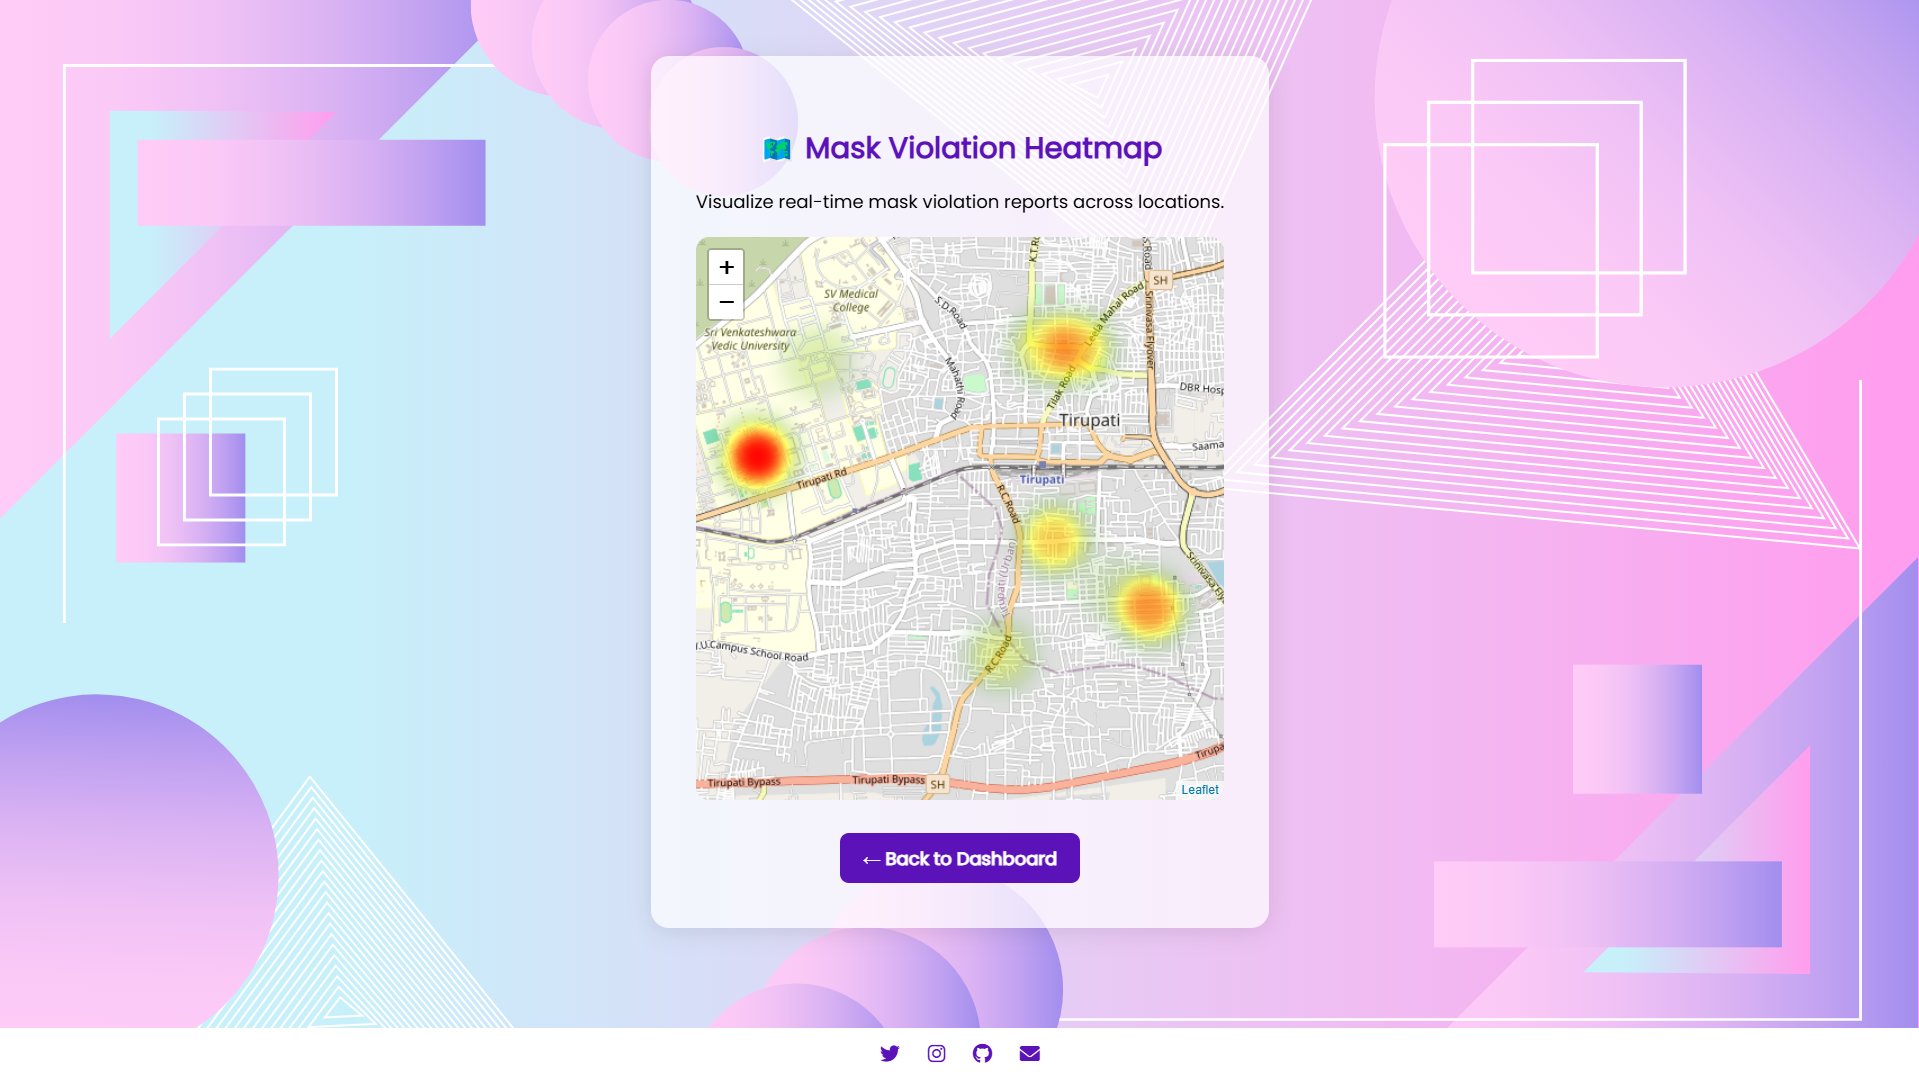 Mask Violation Heatmap
Visualize real-time mask violation reports across locations.
+
−
SV Medical
College
Sri Venkateshwara
Vedic University
S.D.Road
K.T.R
SH
Leela Mahal Road
Srinivasa Flyover
Mahathi Road
Tilak Road
DBR Hosp
Tirupati
Saama
Tirupati Rd
Tirupati
R.C.Road
Tirupati (Urban)
Srinivasa Fly
R.C.Road
.U.Campus School Road
Tirupa
Tirupati Bypass
Tirupati Bypass
SH
Leaflet
← Back to Dashboard